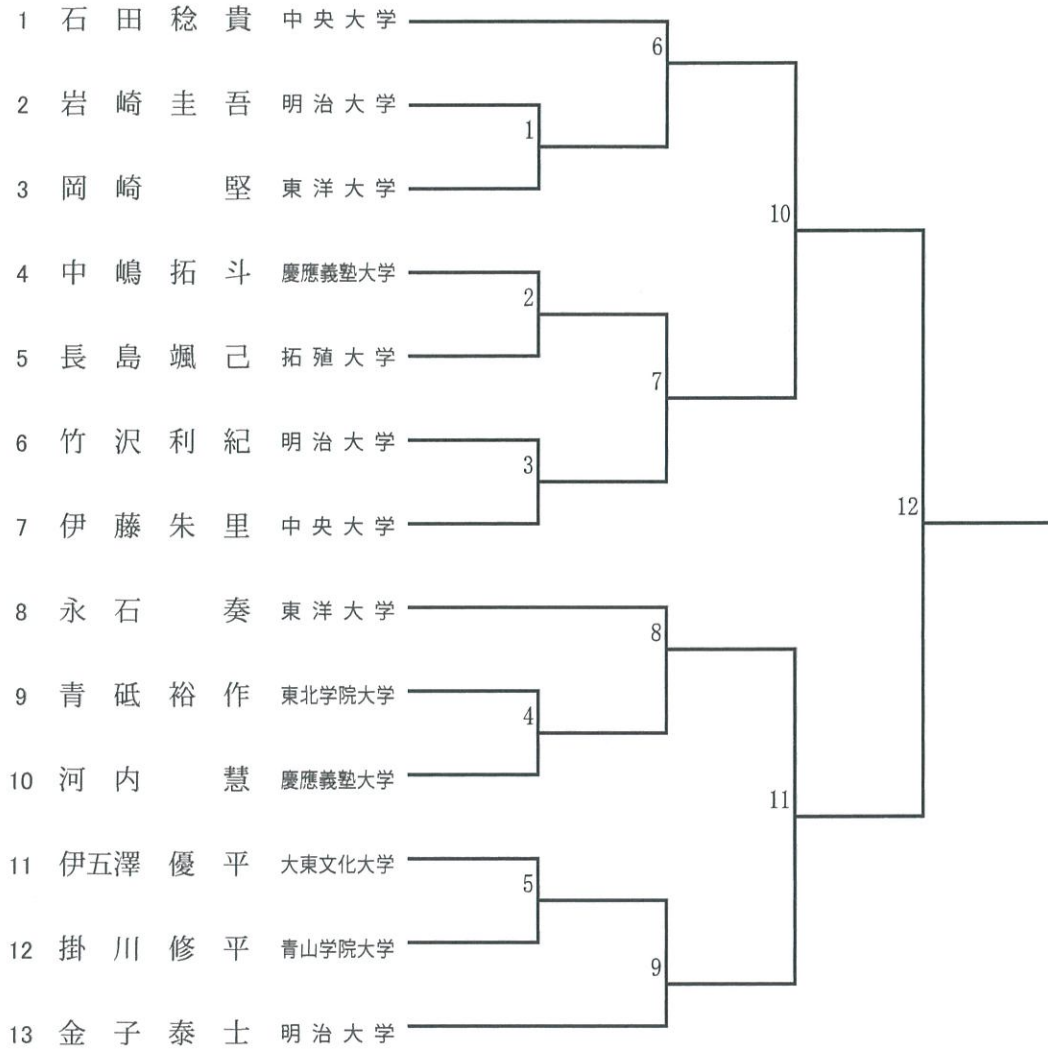 1 石田稔貴 中央大学
6
2 岩崎圭吾 明治大学
1
3 岡崎 堅 東洋大学
10
4 中嶋拓斗 慶應義塾大学
2
5 長島颯己 拓殖大学
7
6 竹沢利紀 明治大学
3
7 伊藤朱里 中央大学
12
8 永石 奏 東洋大学
8
9 青砥裕作 東北学院大学
4
10 河内 慧 慶應義塾大学
11
11 伊五澤優平 大東文化大学
5
12 掛川修平 青山学院大学
9
13 金子泰士 明治大学